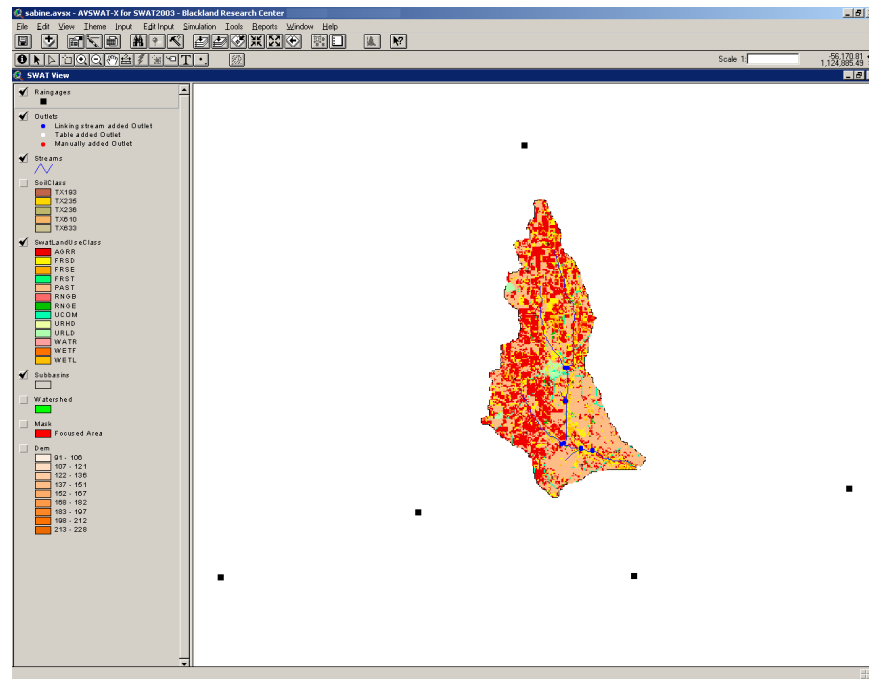 sabine.avsx - AVSWAT-X for SWAT2003 - Blackland Research Center
File Edit View Theme Input Edit Input Simulation Tools Reports Window Help
Scale 1:
-56,170.81
1,124,885.49
SWAT View
Raingages
Outlets
Linking stream added Outlet
Table added Outlet
Manually added Outlet
Streams
SoilClass
TX193
TX235
TX236
TX610
TX633
SwatLandUseClass
AGRR
FRSD
FRSE
FRST
PAST
RNGB
RNGE
UCOM
URHD
URLD
WATR
WETF
WETL
Subbasins
Watershed
Mask
Focused Area
Dem
91 - 106
107 - 121
122 - 136
137 - 151
152 - 167
168 - 182
183 - 197
198 - 212
213 - 228